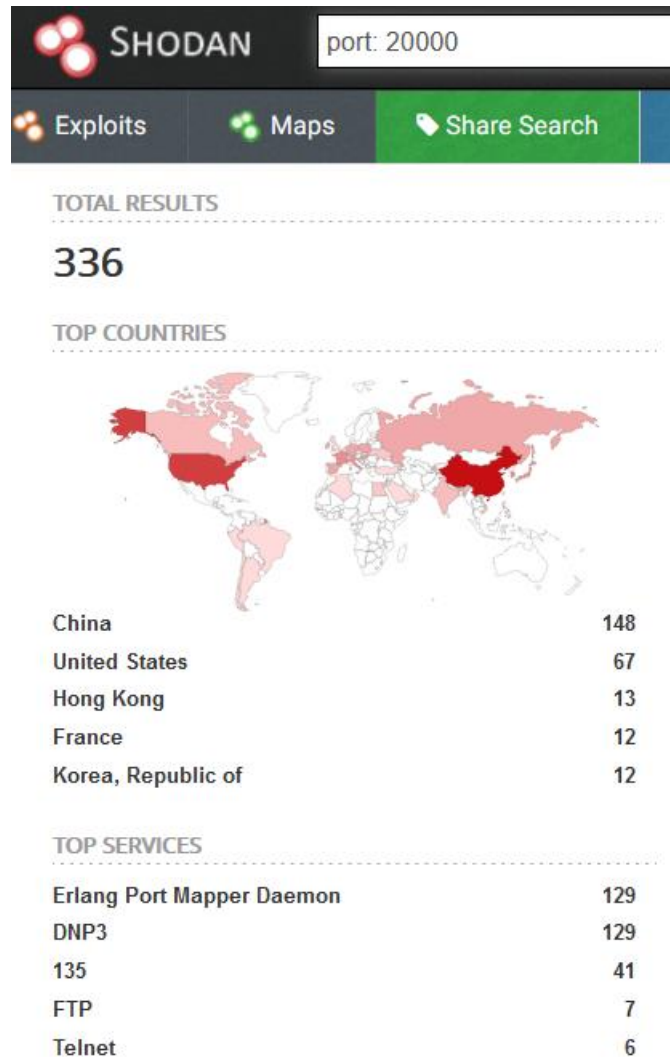 SHODAN port: 20000
Exploits Maps Share Search
TOTAL RESULTS
336
TOP COUNTRIES
China 148
United States 67
Hong Kong 13
France 12
Korea, Republic of 12
TOP SERVICES
Erlang Port Mapper Daemon 129
DNP3 129
135 41
FTP 7
Telnet 6